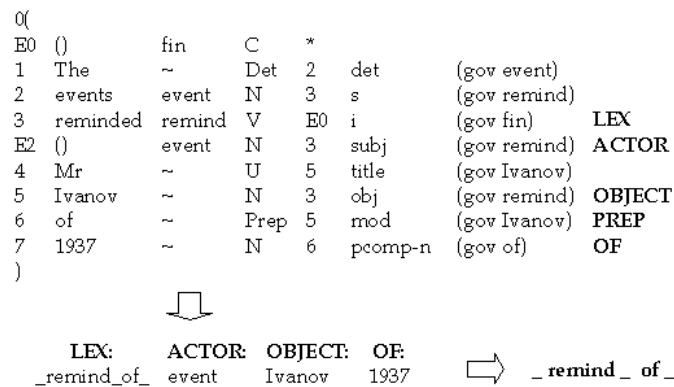 0(
E0 () fin C *
1 The ~ Det 2 det (gov event)
2 events event N 3 s (gov remind)
3 reminded remind V E0 i (gov fin) LEX
E2 () event N 3 subj (gov remind) ACTOR
4 Mr ~ U 5 title (gov Ivanov)
5 Ivanov ~ N 3 obj (gov remind) OBJECT
6 of ~ Prep 5 mod (gov Ivanov) PREP
7 1937 ~ N 6 pcomp-n (gov of) OF
)
LEX: ACTOR: OBJECT: OF:
_remind_of_ event Ivanov 1937 _ remind _ of _